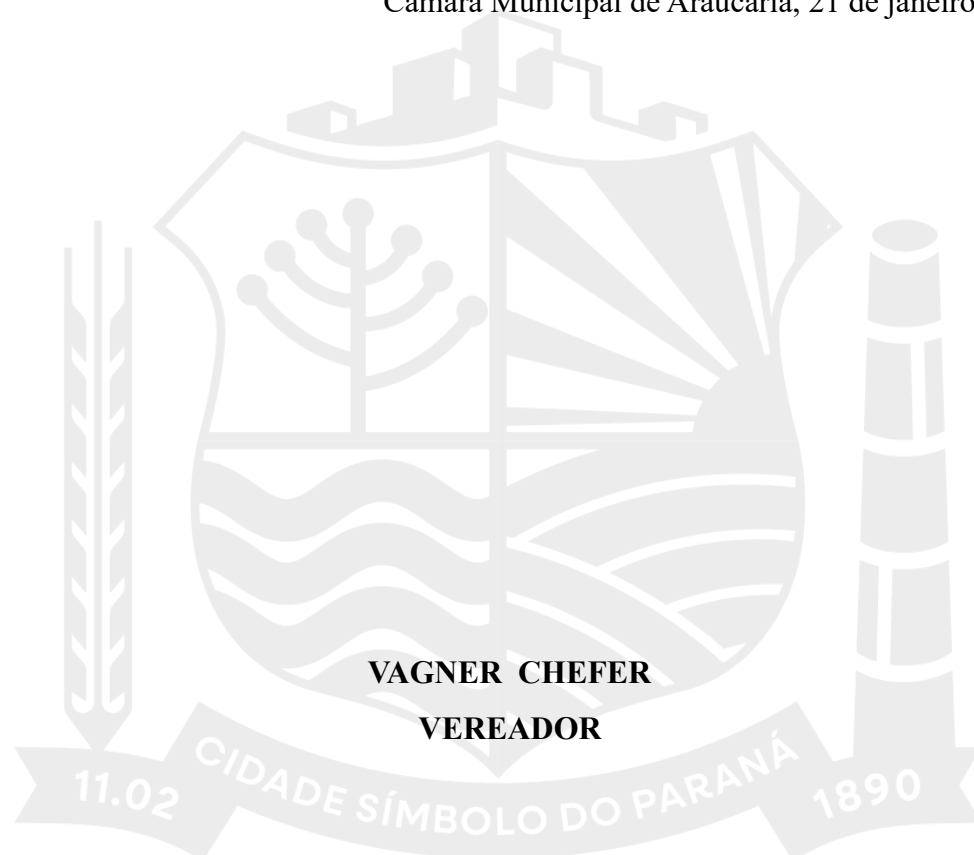 Câmara Municipal de Araucária, 21 de janeiro
VAGNER CHEFER
VEREADOR
CIDADE SÍMBOLO DO PARANÁ
11.02
1890